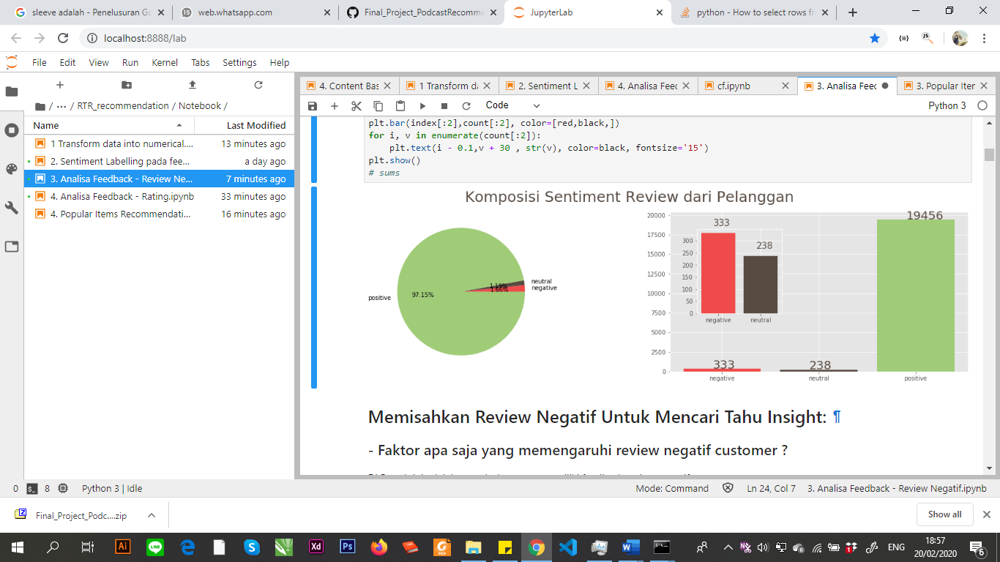 sleeve adalah - Penelusuran Go
web.whatsapp.com
Final_Project_PodcastRecomme
JupyterLab
python - How to select rows fr
localhost:8888/lab
File Edit View Run Kernel Tabs Settings Help
4. Content Bas
1 Transform da
2. Sentiment L
4. Analisa Feec
cf.ipynb
3. Analisa Feec
3. Popular Iter
Code
Python 3
/ ··· / RTR_recommendation / Notebook /
Name Last Modified
1 Transform data into numerical.... 13 minutes ago
2. Sentiment Labelling pada fee... a day ago
3. Analisa Feedback - Review Ne... 7 minutes ago
4. Analisa Feedback - Rating.ipynb 33 minutes ago
4. Popular Items Recommendati... 16 minutes ago
plt.bar(index[:2],count[:2], color=[red,black,])
for i, v in enumerate(count[:2]):
plt.text(i - 0.1,v + 30 , str(v), color=black, fontsize='15')
plt.show()
# sums
Komposisi Sentiment Review dari Pelanggan
positive
97.15%
1.19%
1.66%
neutral
negative
20000
17500
15000
12500
10000
7500
5000
2500
0
333
238
19456
300
250
200
150
100
50
0
negative neutral
333
238
negative neutral positive
Memisahkan Review Negatif Untuk Mencari Tahu Insight: ¶
- Faktor apa saja yang memengaruhi review negatif customer ?
0 8 Python 3 | Idle
Mode: Command
Ln 24, Col 7
3. Analisa Feedback - Review Negatif.ipynb
Final_Project_Podc....zip
Show all
ENG
18:57
20/02/2020
6